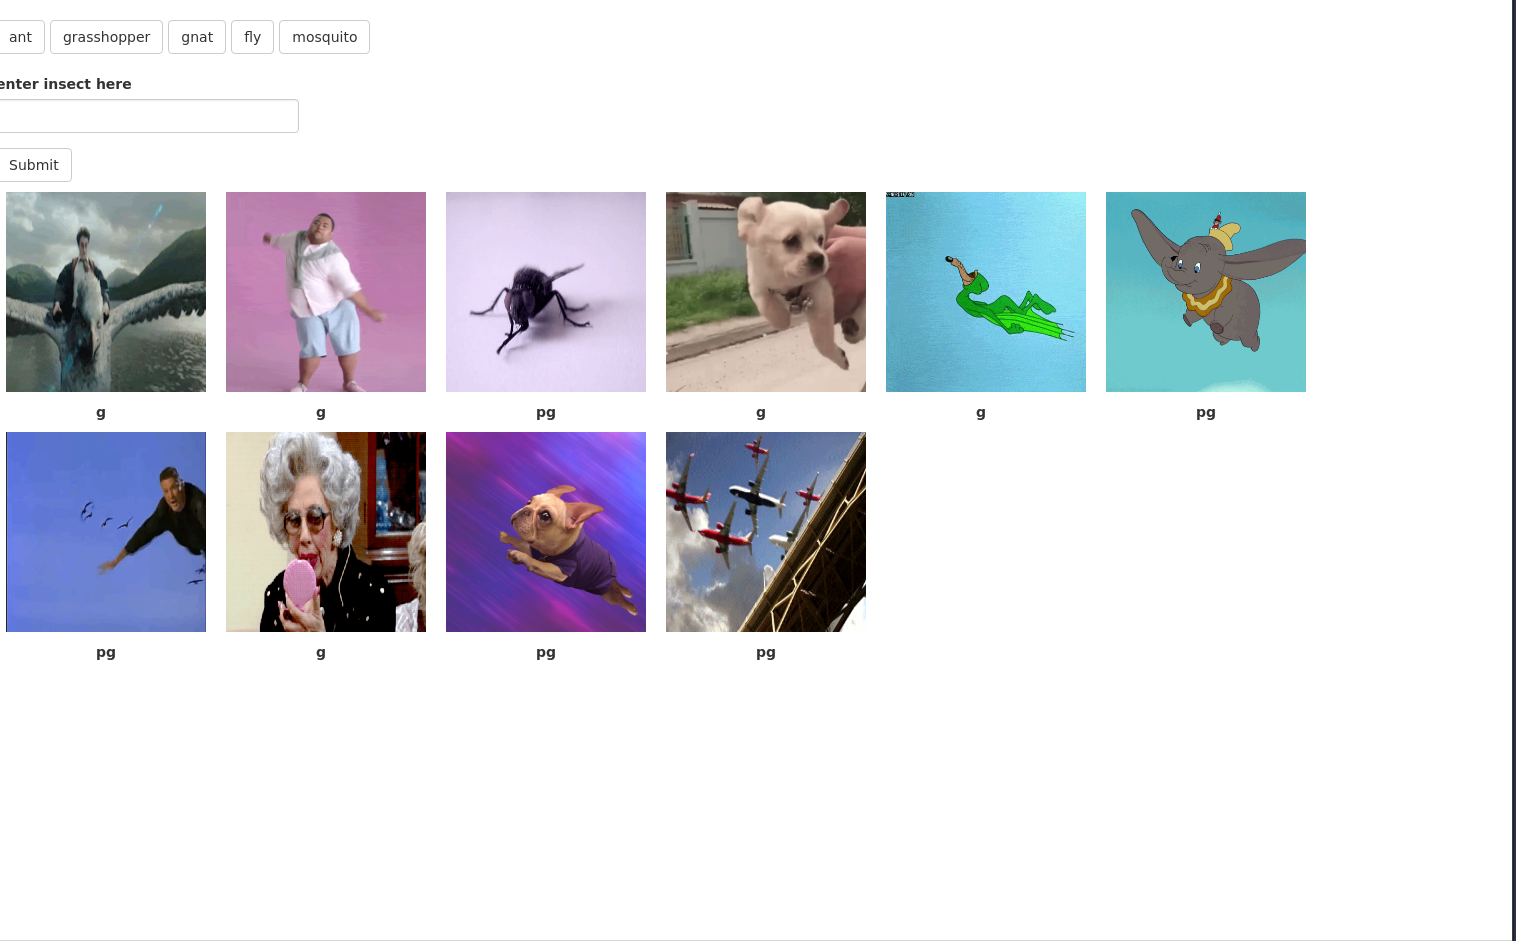 ant grasshopper gnat fly mosquito
enter insect here
Submit
g g pg g g pg
pg g pg pg